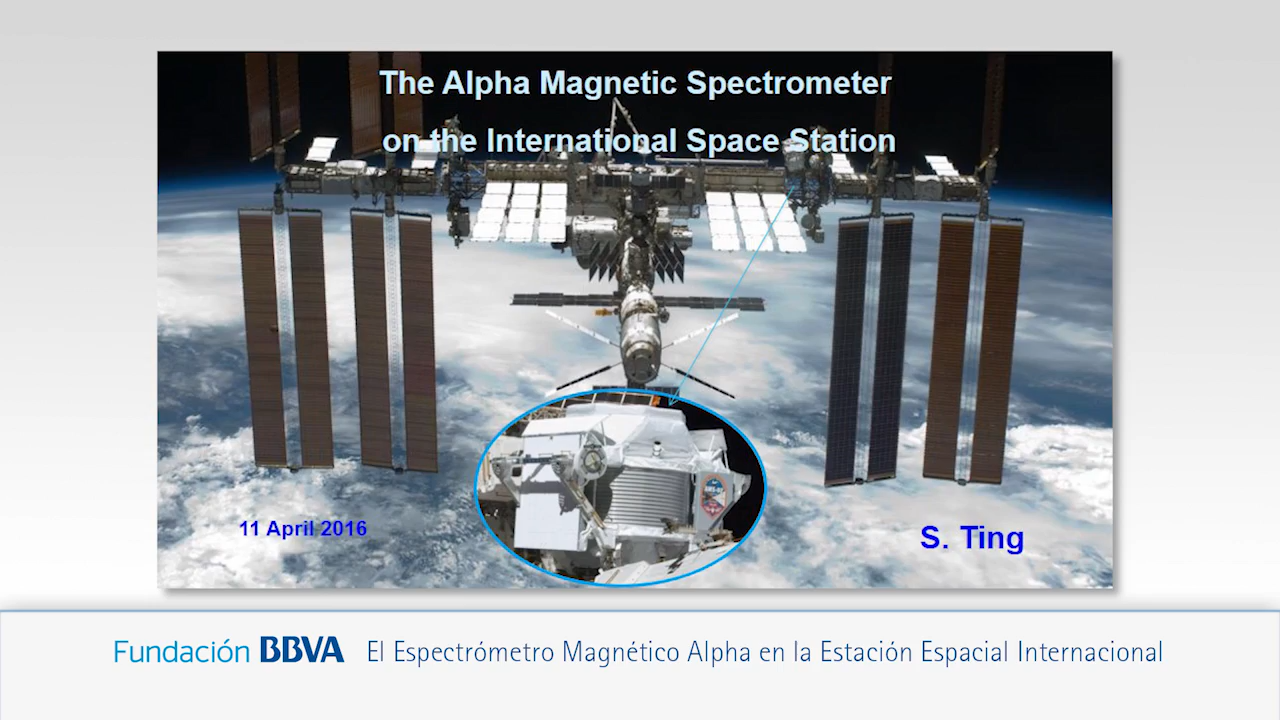 The Alpha Magnetic Spectrometer
on the International Space Station
11 April 2016
S. Ting
Fundación BBVA El Espectrómetro Magnético Alpha en la Estación Espacial Internacional